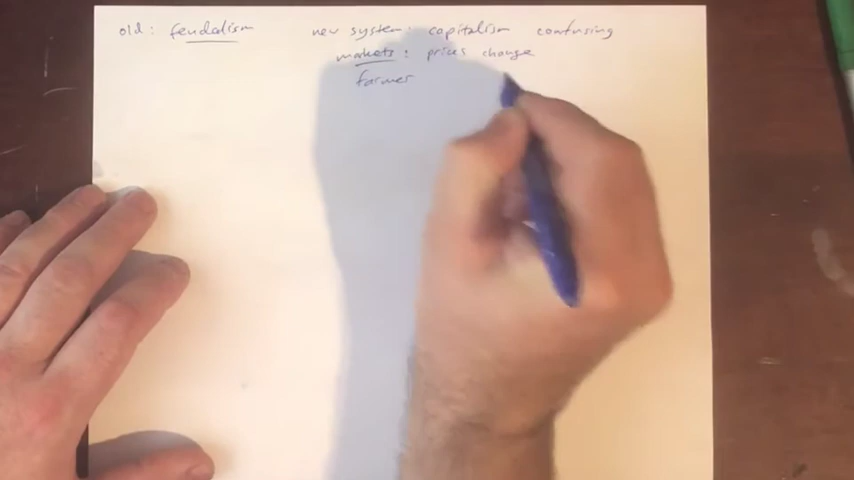 old: feudalism new system: capitalism confusing
markets: prices change
farmer